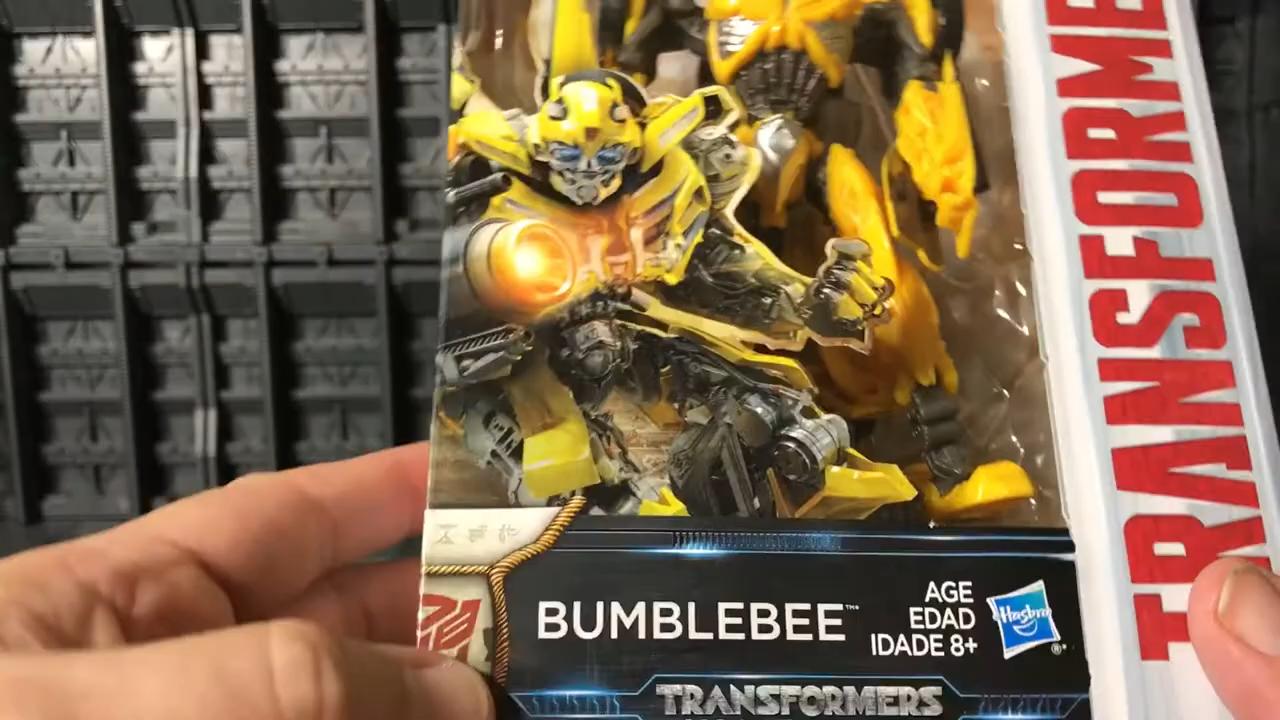 TRANSFORME
BUMBLEBEE™
AGE
EDAD
IDADE 8+
Hasbro
®
TRANSFORMERS